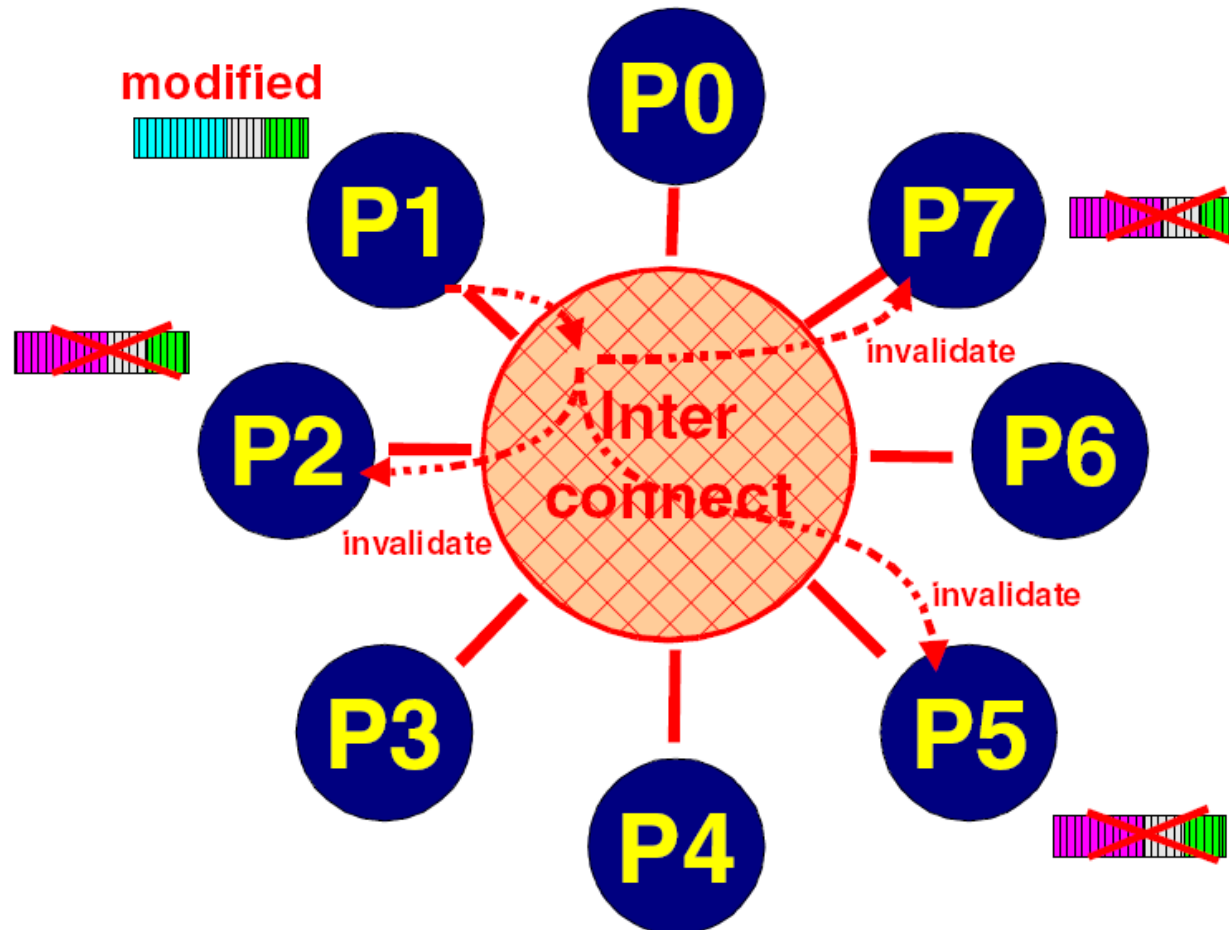 modified
P0
P1
P7
invalidate
P2
Inter
connect
P6
invalidate
invalidate
P3
P5
P4